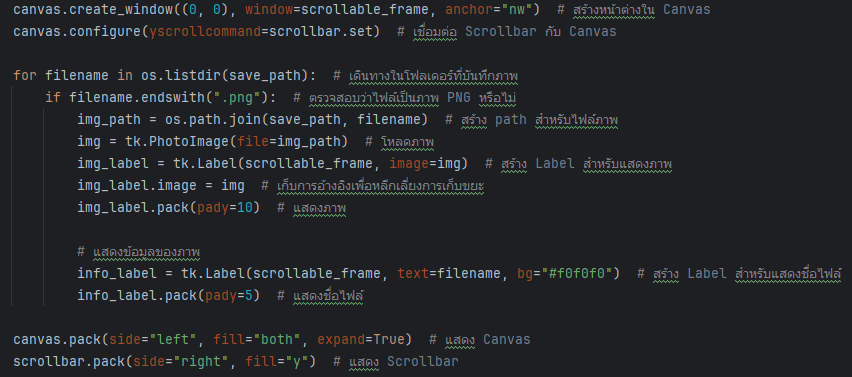 canvas.create_window((0, 0), window=scrollable_frame, anchor="nw")  # สร้างหน้าต่างใน Canvas
canvas.configure(yscrollcommand=scrollbar.set)  # เชื่อมต่อ Scrollbar กับ Canvas
for filename in os.listdir(save_path):  # เดินทางในโฟลเดอร์ที่บันทึกภาพ
if filename.endswith(".png"):  # ตรวจสอบว่าไฟล์เป็นภาพ PNG หรือไม่
img_path = os.path.join(save_path, filename)  # สร้าง path สำหรับไฟล์ภาพ
img = tk.PhotoImage(file=img_path)  # โหลดภาพ
img_label = tk.Label(scrollable_frame, image=img)  # สร้าง Label สำหรับแสดงภาพ
img_label.image = img  # เก็บการอ้างอิงเพื่อหลีกเลี่ยงการเก็บขยะ
img_label.pack(pady=10)  # แสดงภาพ
# แสดงข้อมูลของภาพ
info_label = tk.Label(scrollable_frame, text=filename, bg="#f0f0f0")  # สร้าง Label สำหรับแสดงชื่อไฟล์
info_label.pack(pady=5)  # แสดงชื่อไฟล์
canvas.pack(side="left", fill="both", expand=True)  # แสดง Canvas
scrollbar.pack(side="right", fill="y")  # แสดง Scrollbar